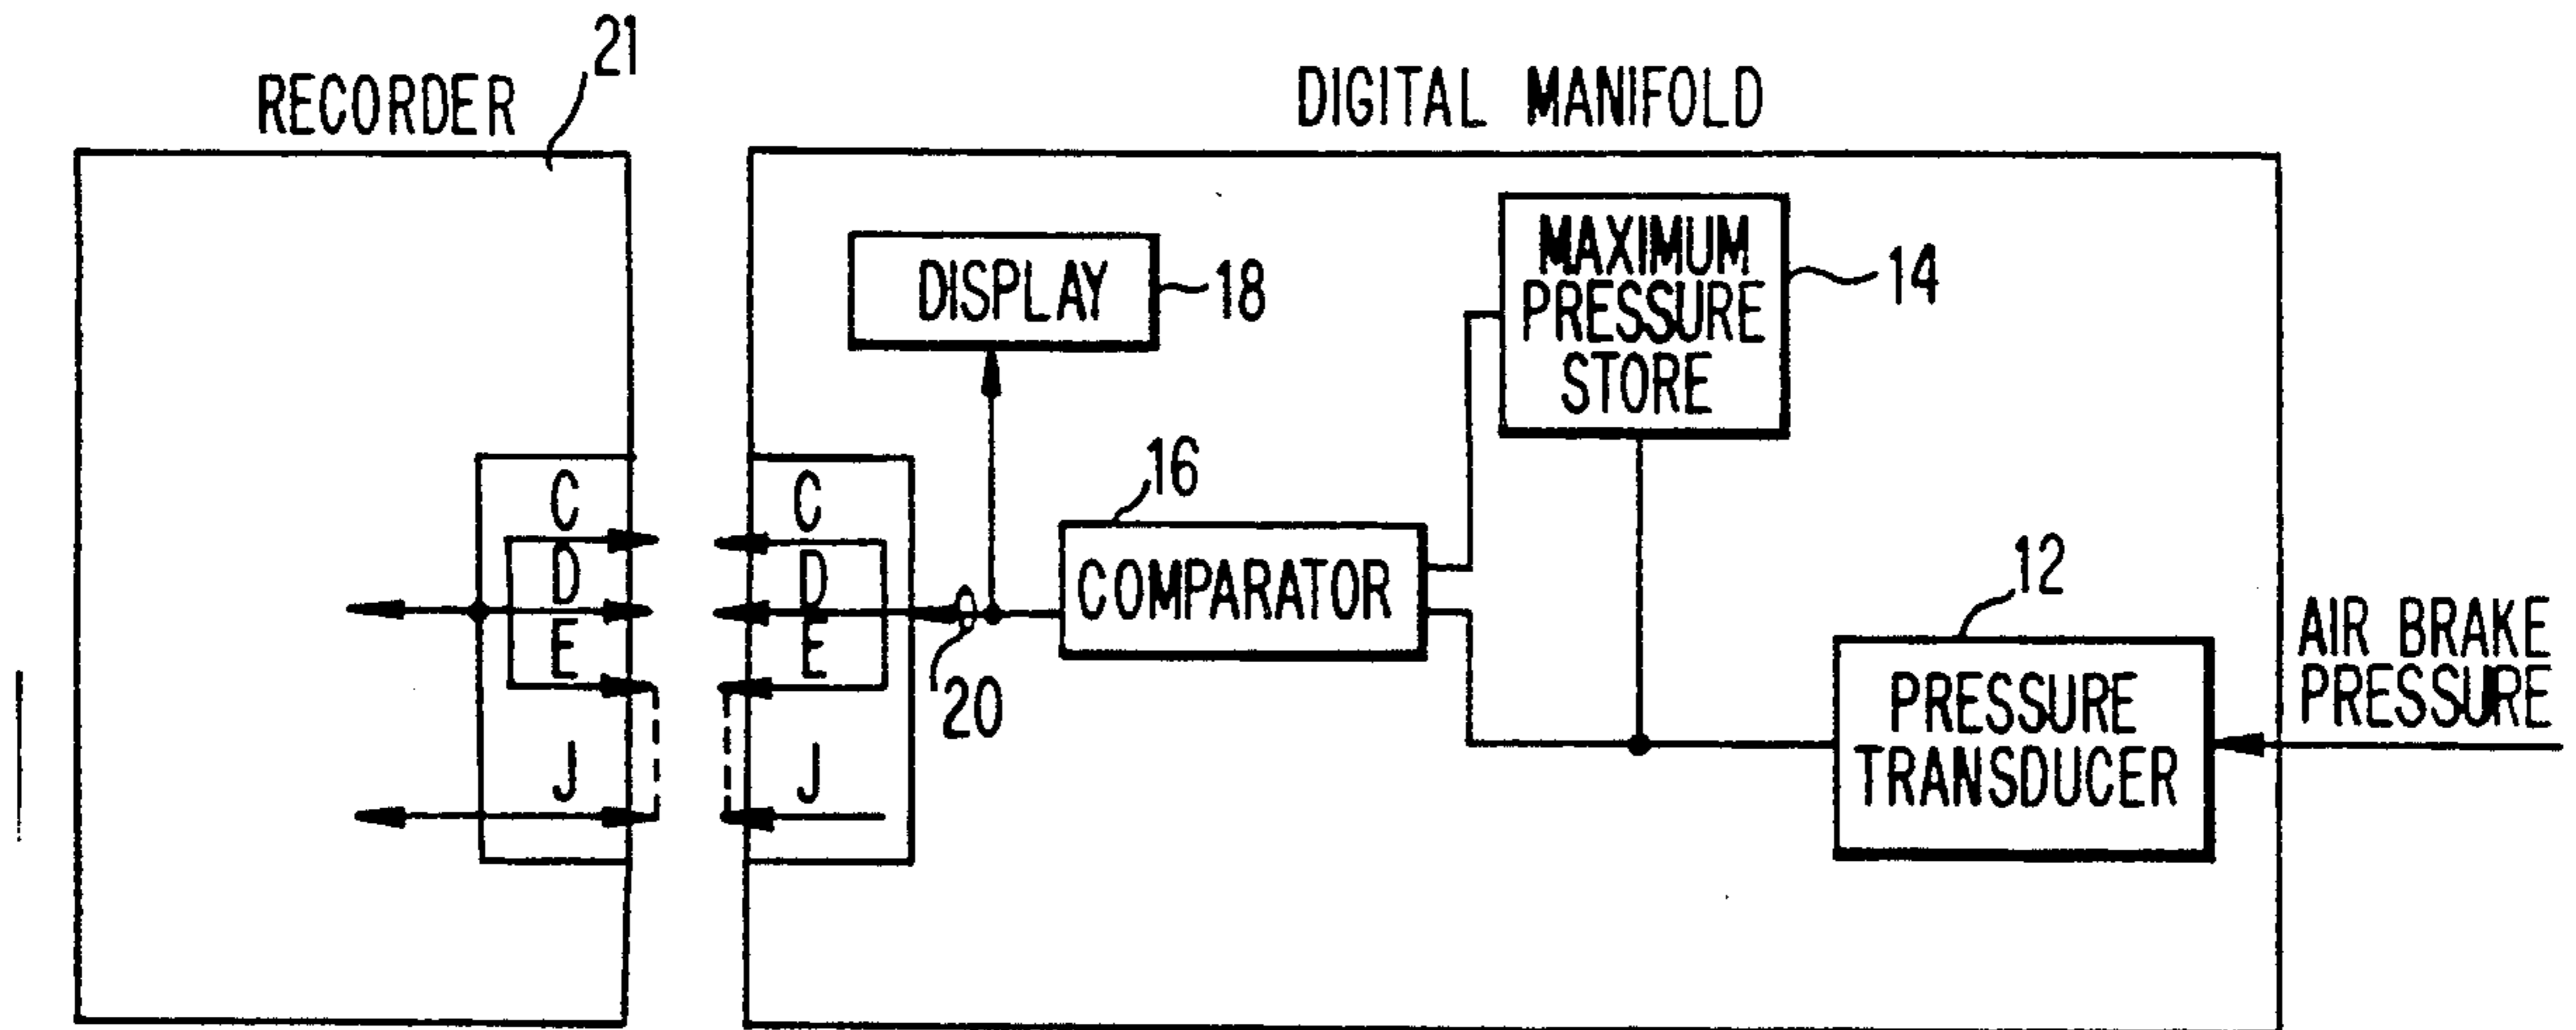 RECORDER
21
DIGITAL MANIFOLD
DISPLAY
18
MAXIMUM
PRESSURE
STORE
14
C
D
E
J
C
D
E
J
20
16
COMPARATOR
12
PRESSURE
TRANSDUCER
AIR BRAKE
PRESSURE